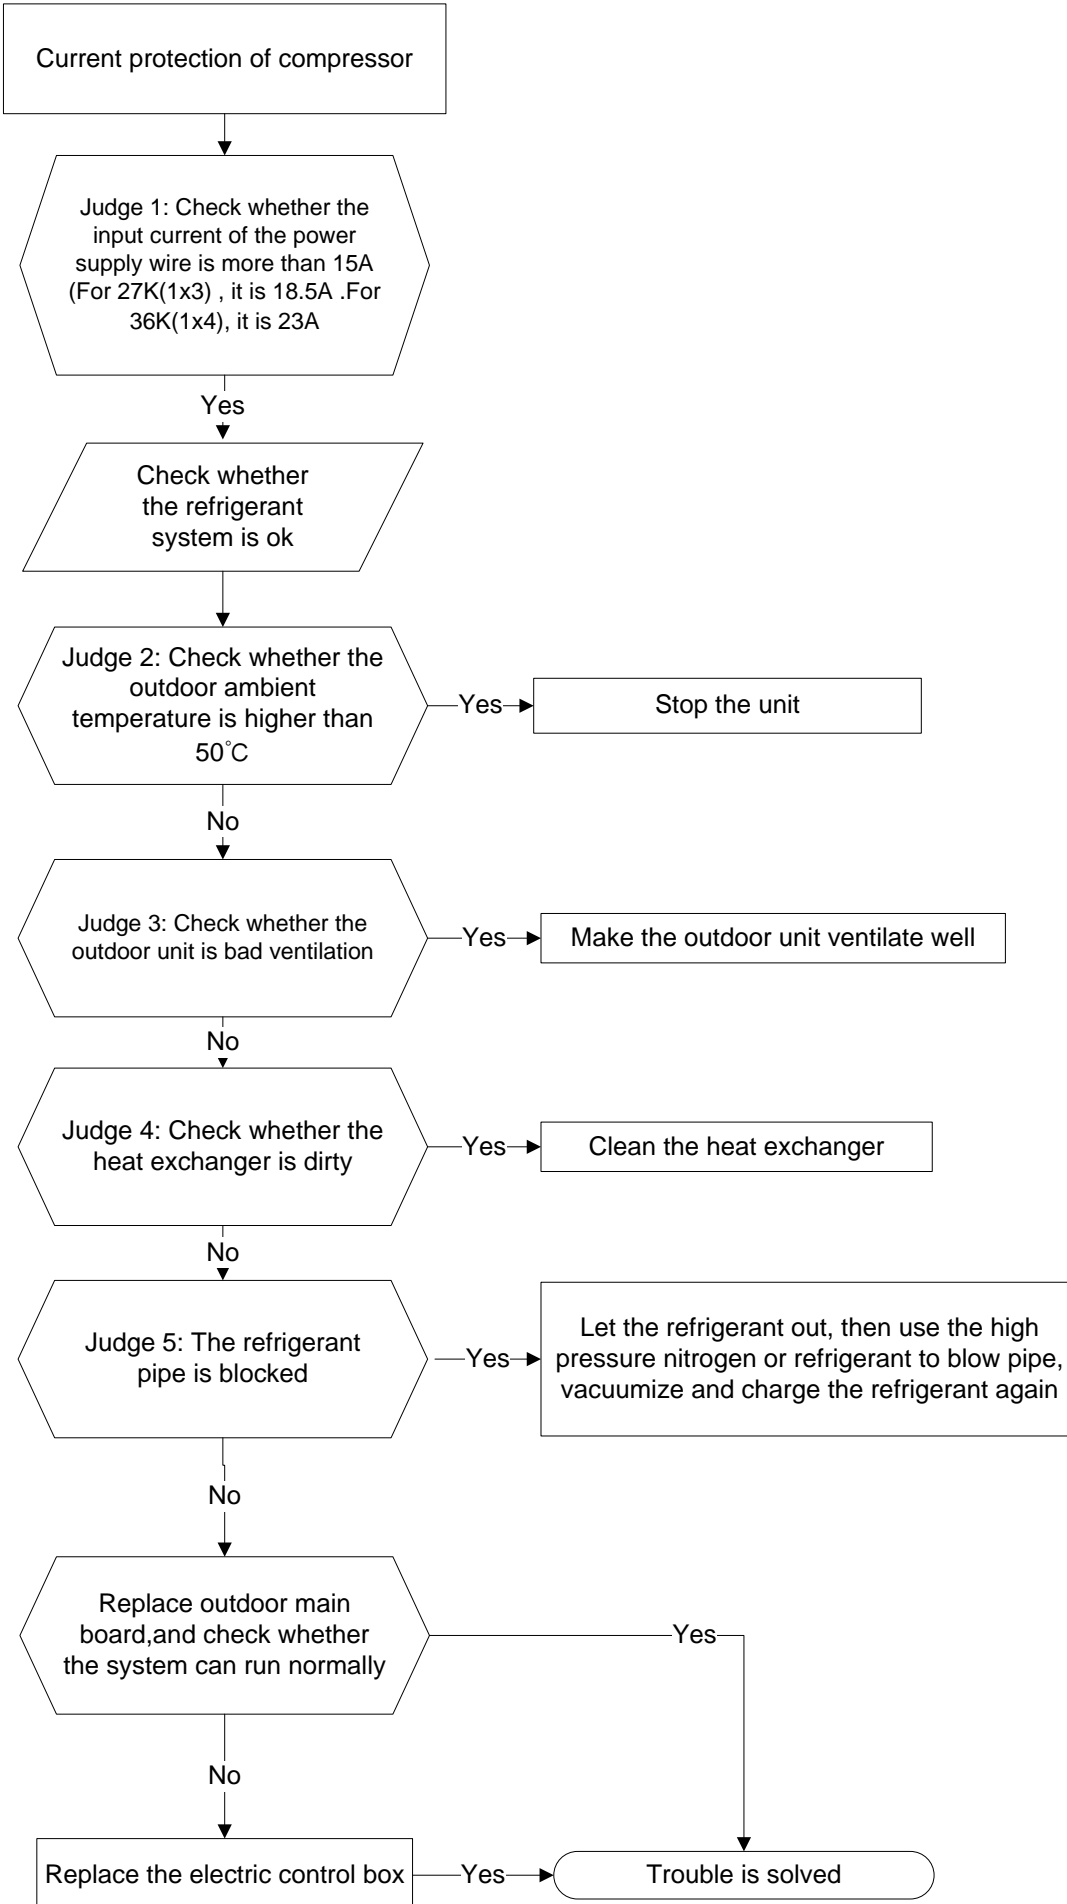 Current protection of compressor
Judge 1: Check whether the
input current of the power
supply wire is more than 15A
(For 27K(1x3) , it is 18.5A .For
36K(1x4), it is 23A
Yes
Check whether
the refrigerant
system is ok
Judge 2: Check whether the
outdoor ambient
temperature is higher than
50℃
Yes
Stop the unit
No
Judge 3: Check whether the
outdoor unit is bad ventilation
Yes
Make the outdoor unit ventilate well
No
Judge 4: Check whether the
heat exchanger is dirty
Yes
Clean the heat exchanger
No
Judge 5: The refrigerant
pipe is blocked
Yes
Let the refrigerant out, then use the high
pressure nitrogen or refrigerant to blow pipe,
vacuumize and charge the refrigerant again
No
Replace outdoor main
board,and check whether
the system can run normally
Yes
No
Replace the electric control box
Yes
Trouble is solved